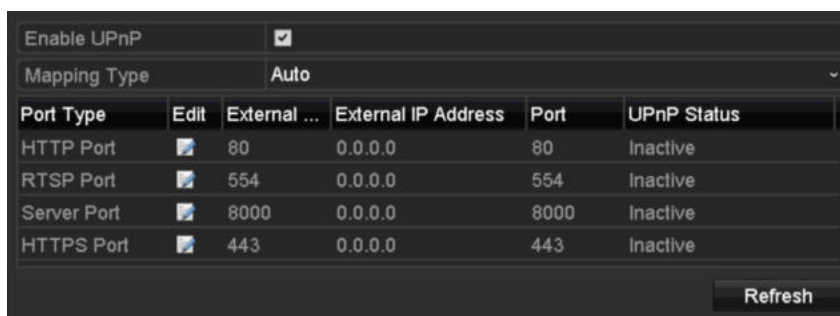 Enable UPnP
Mapping Type Auto
Port Type Edit External ... External IP Address Port UPnP Status
HTTP Port 80 0.0.0.0 80 Inactive
RTSP Port 554 0.0.0.0 554 Inactive
Server Port 8000 0.0.0.0 8000 Inactive
HTTPS Port 443 0.0.0.0 443 Inactive
Refresh